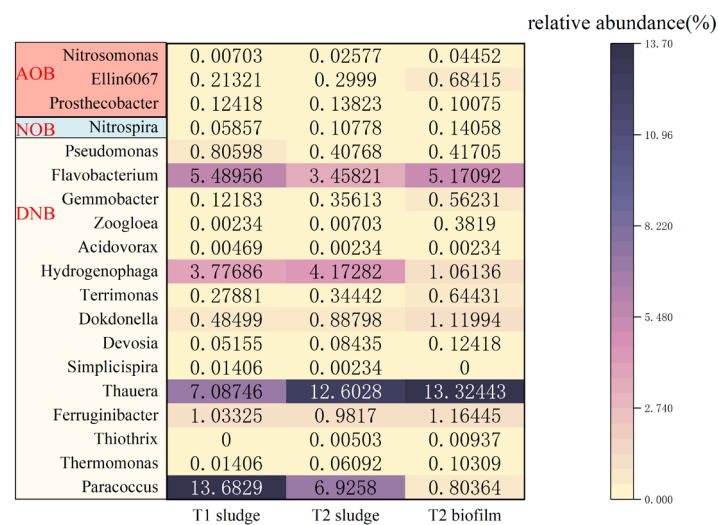 relative abundance(%)
AOB
Nitrosomonas 0.00703 0.02577 0.04452
Ellin6067 0.21321 0.2999 0.68415
Prosthecobacter 0.12418 0.13823 0.10075
NOB
Nitrospira 0.05857 0.10778 0.14058
DNB
Pseudomonas 0.80598 0.40768 0.41705
Flavobacterium 5.48956 3.45821 5.17092
Gemmobacter 0.12183 0.35613 0.56231
Zoogloea 0.00234 0.00703 0.3819
Acidovorax 0.00469 0.00234 0.00234
Hydrogenophaga 3.77686 4.17282 1.06136
Terrimonas 0.27881 0.34442 0.64431
Dokdonella 0.48499 0.88798 1.11994
Devosia 0.05155 0.08435 0.12418
Simplicispira 0.01406 0.00234 0
Thauera 7.08746 12.6028 13.32443
Ferruginibacter 1.03325 0.9817 1.16445
Thiothrix 0 0.00503 0.00937
Thermomonas 0.01406 0.06092 0.10309
Paracoccus 13.6829 6.9258 0.80364
T1 sludge T2 sludge T2 biofilm
13.70
10.96
8.220
5.480
2.740
0.000